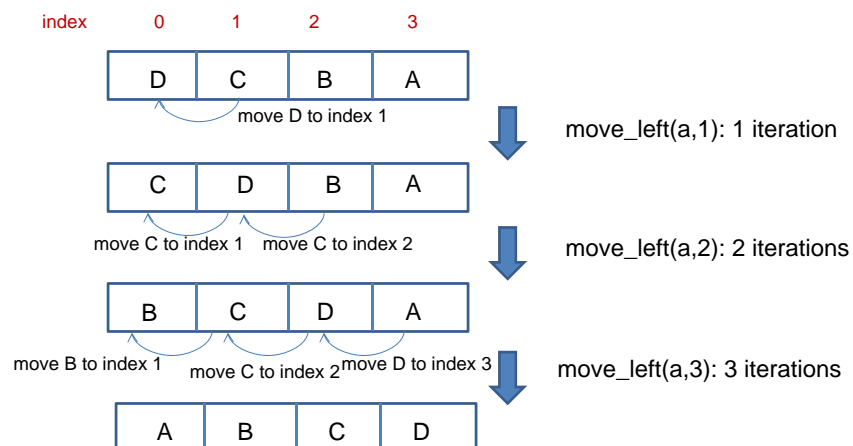 index 0 1 2 3
D C B A
move D to index 1
move_left(a,1): 1 iteration
C D B A
move C to index 1 move C to index 2
move_left(a,2): 2 iterations
B C D A
move B to index 1 move C to index 2 move D to index 3
move_left(a,3): 3 iterations
A B C D